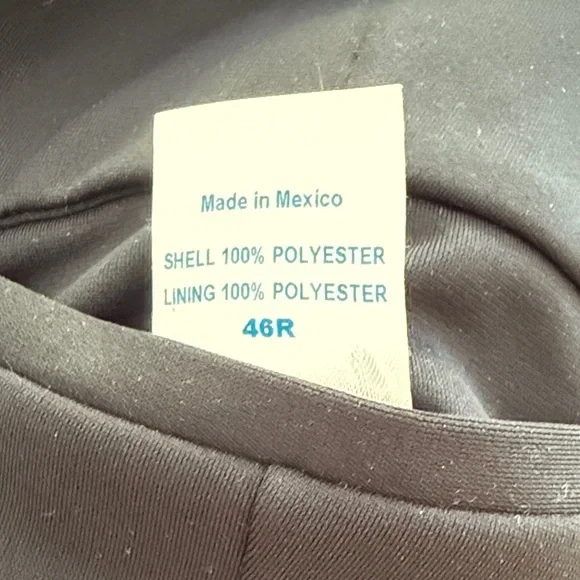 Made in Mexico
SHELL 100% POLYESTER
LINING 100% POLYESTER
46R